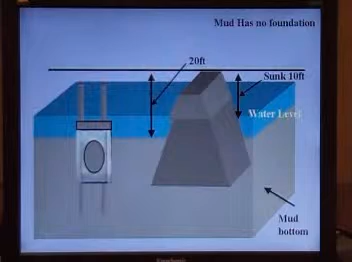 Mud Has no foundation
20ft
Sunk 10ft
Water Level
Mud
bottom